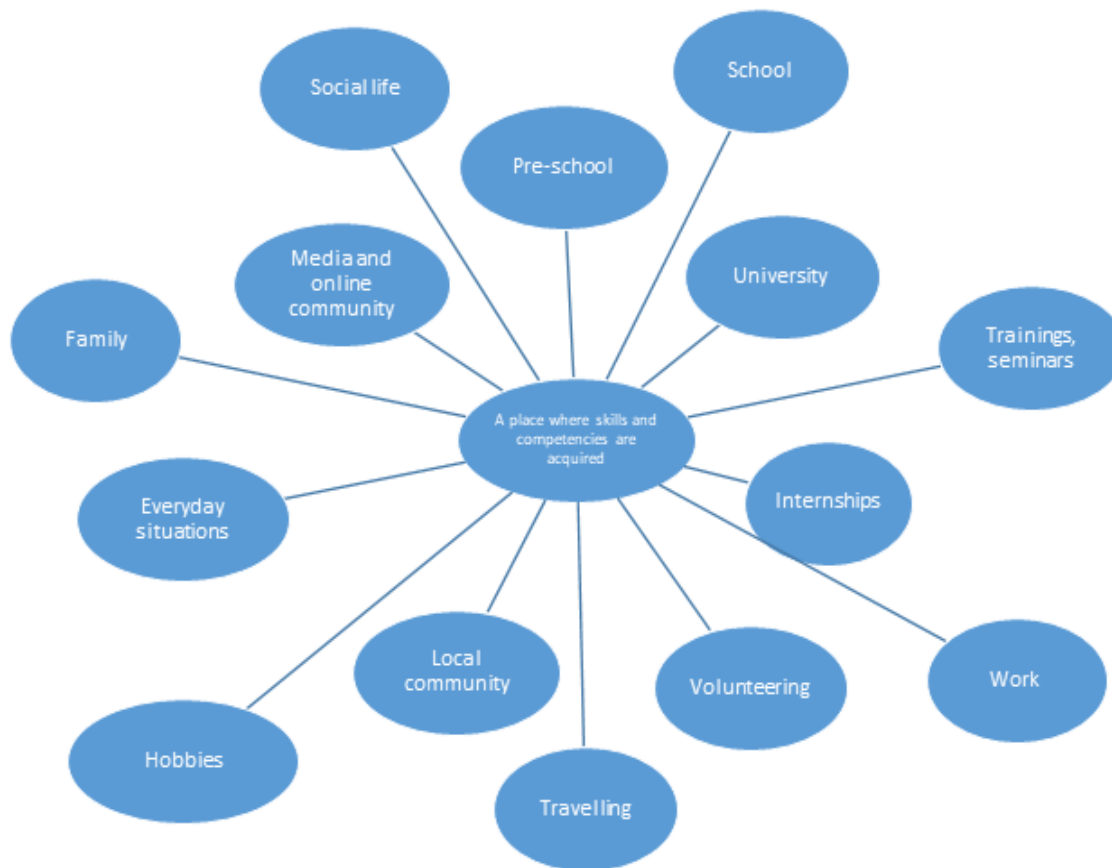 Social life
School
Pre-school
Media and
online
community
University
Family
Trainings,
seminars
A place where skills and
competencies are
acquired
Everyday
situations
Internships
Local
community
Volunteering
Work
Hobbies
Travelling